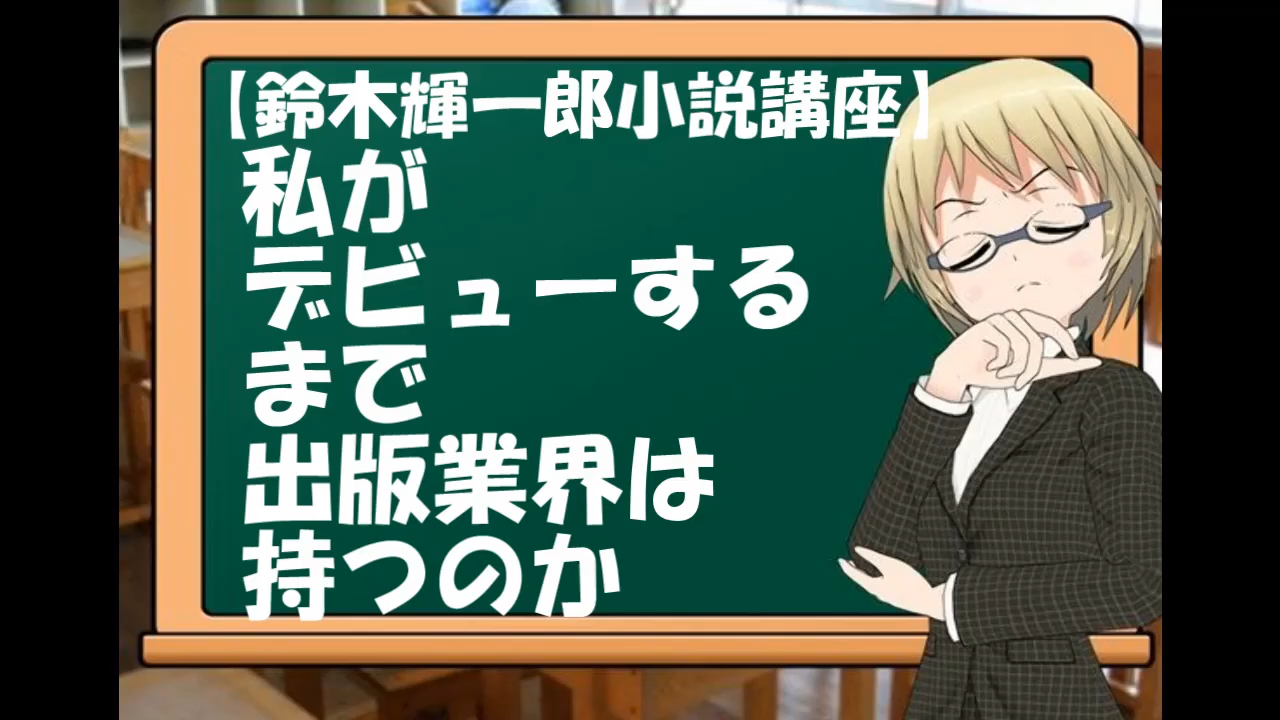 【鈴木輝一郎小説講座】
私が
デビューする
まで
出版業界は
持つのか